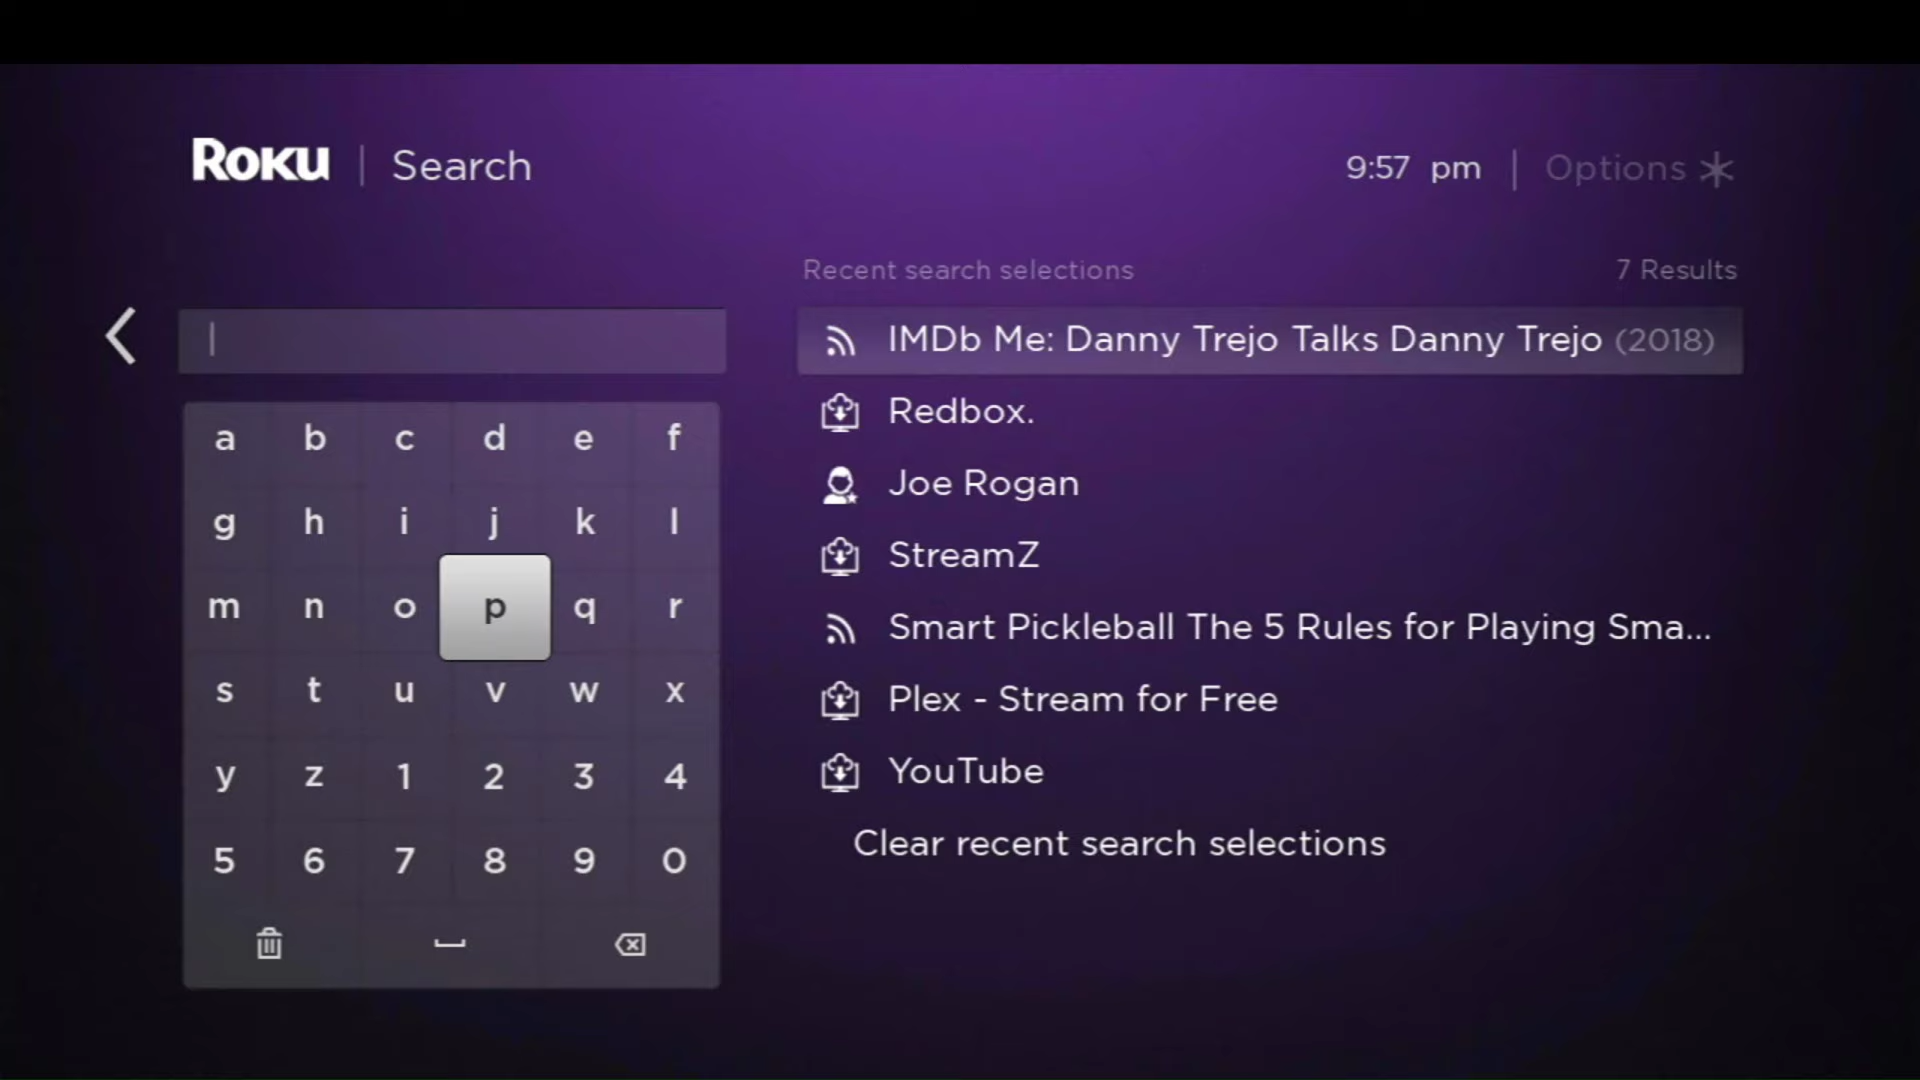 Roku | Search
9:57 pm | Options
Recent search selections
7 Results
IMDb Me: Danny Trejo Talks Danny Trejo (2018)
Redbox.
Joe Rogan
StreamZ
Smart Pickleball The 5 Rules for Playing Sma...
Plex - Stream for Free
YouTube
Clear recent search selections
a b c d e f
g h i j k l
m n o p q r
s t u v w x
y z 1 2 3 4
5 6 7 8 9 0